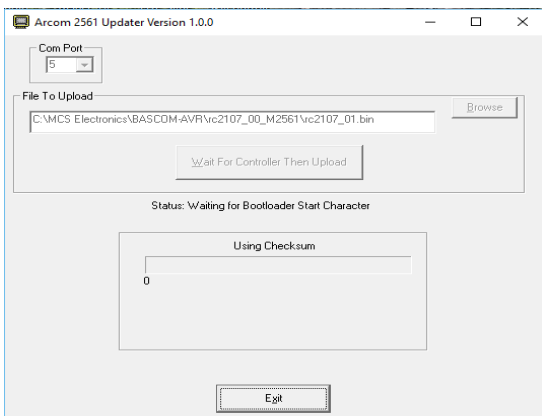 Arcom 2561 Updater Version 1.0.0
Com Port
5
File To Upload
Browse
C:\MCS Electronics\BASCOM-AVR\rc2107_00_M2561\rc2107_01.bin
Wait For Controller Then Upload
Status: Waiting for Bootloader Start Character
Using Checksum
0
Exit